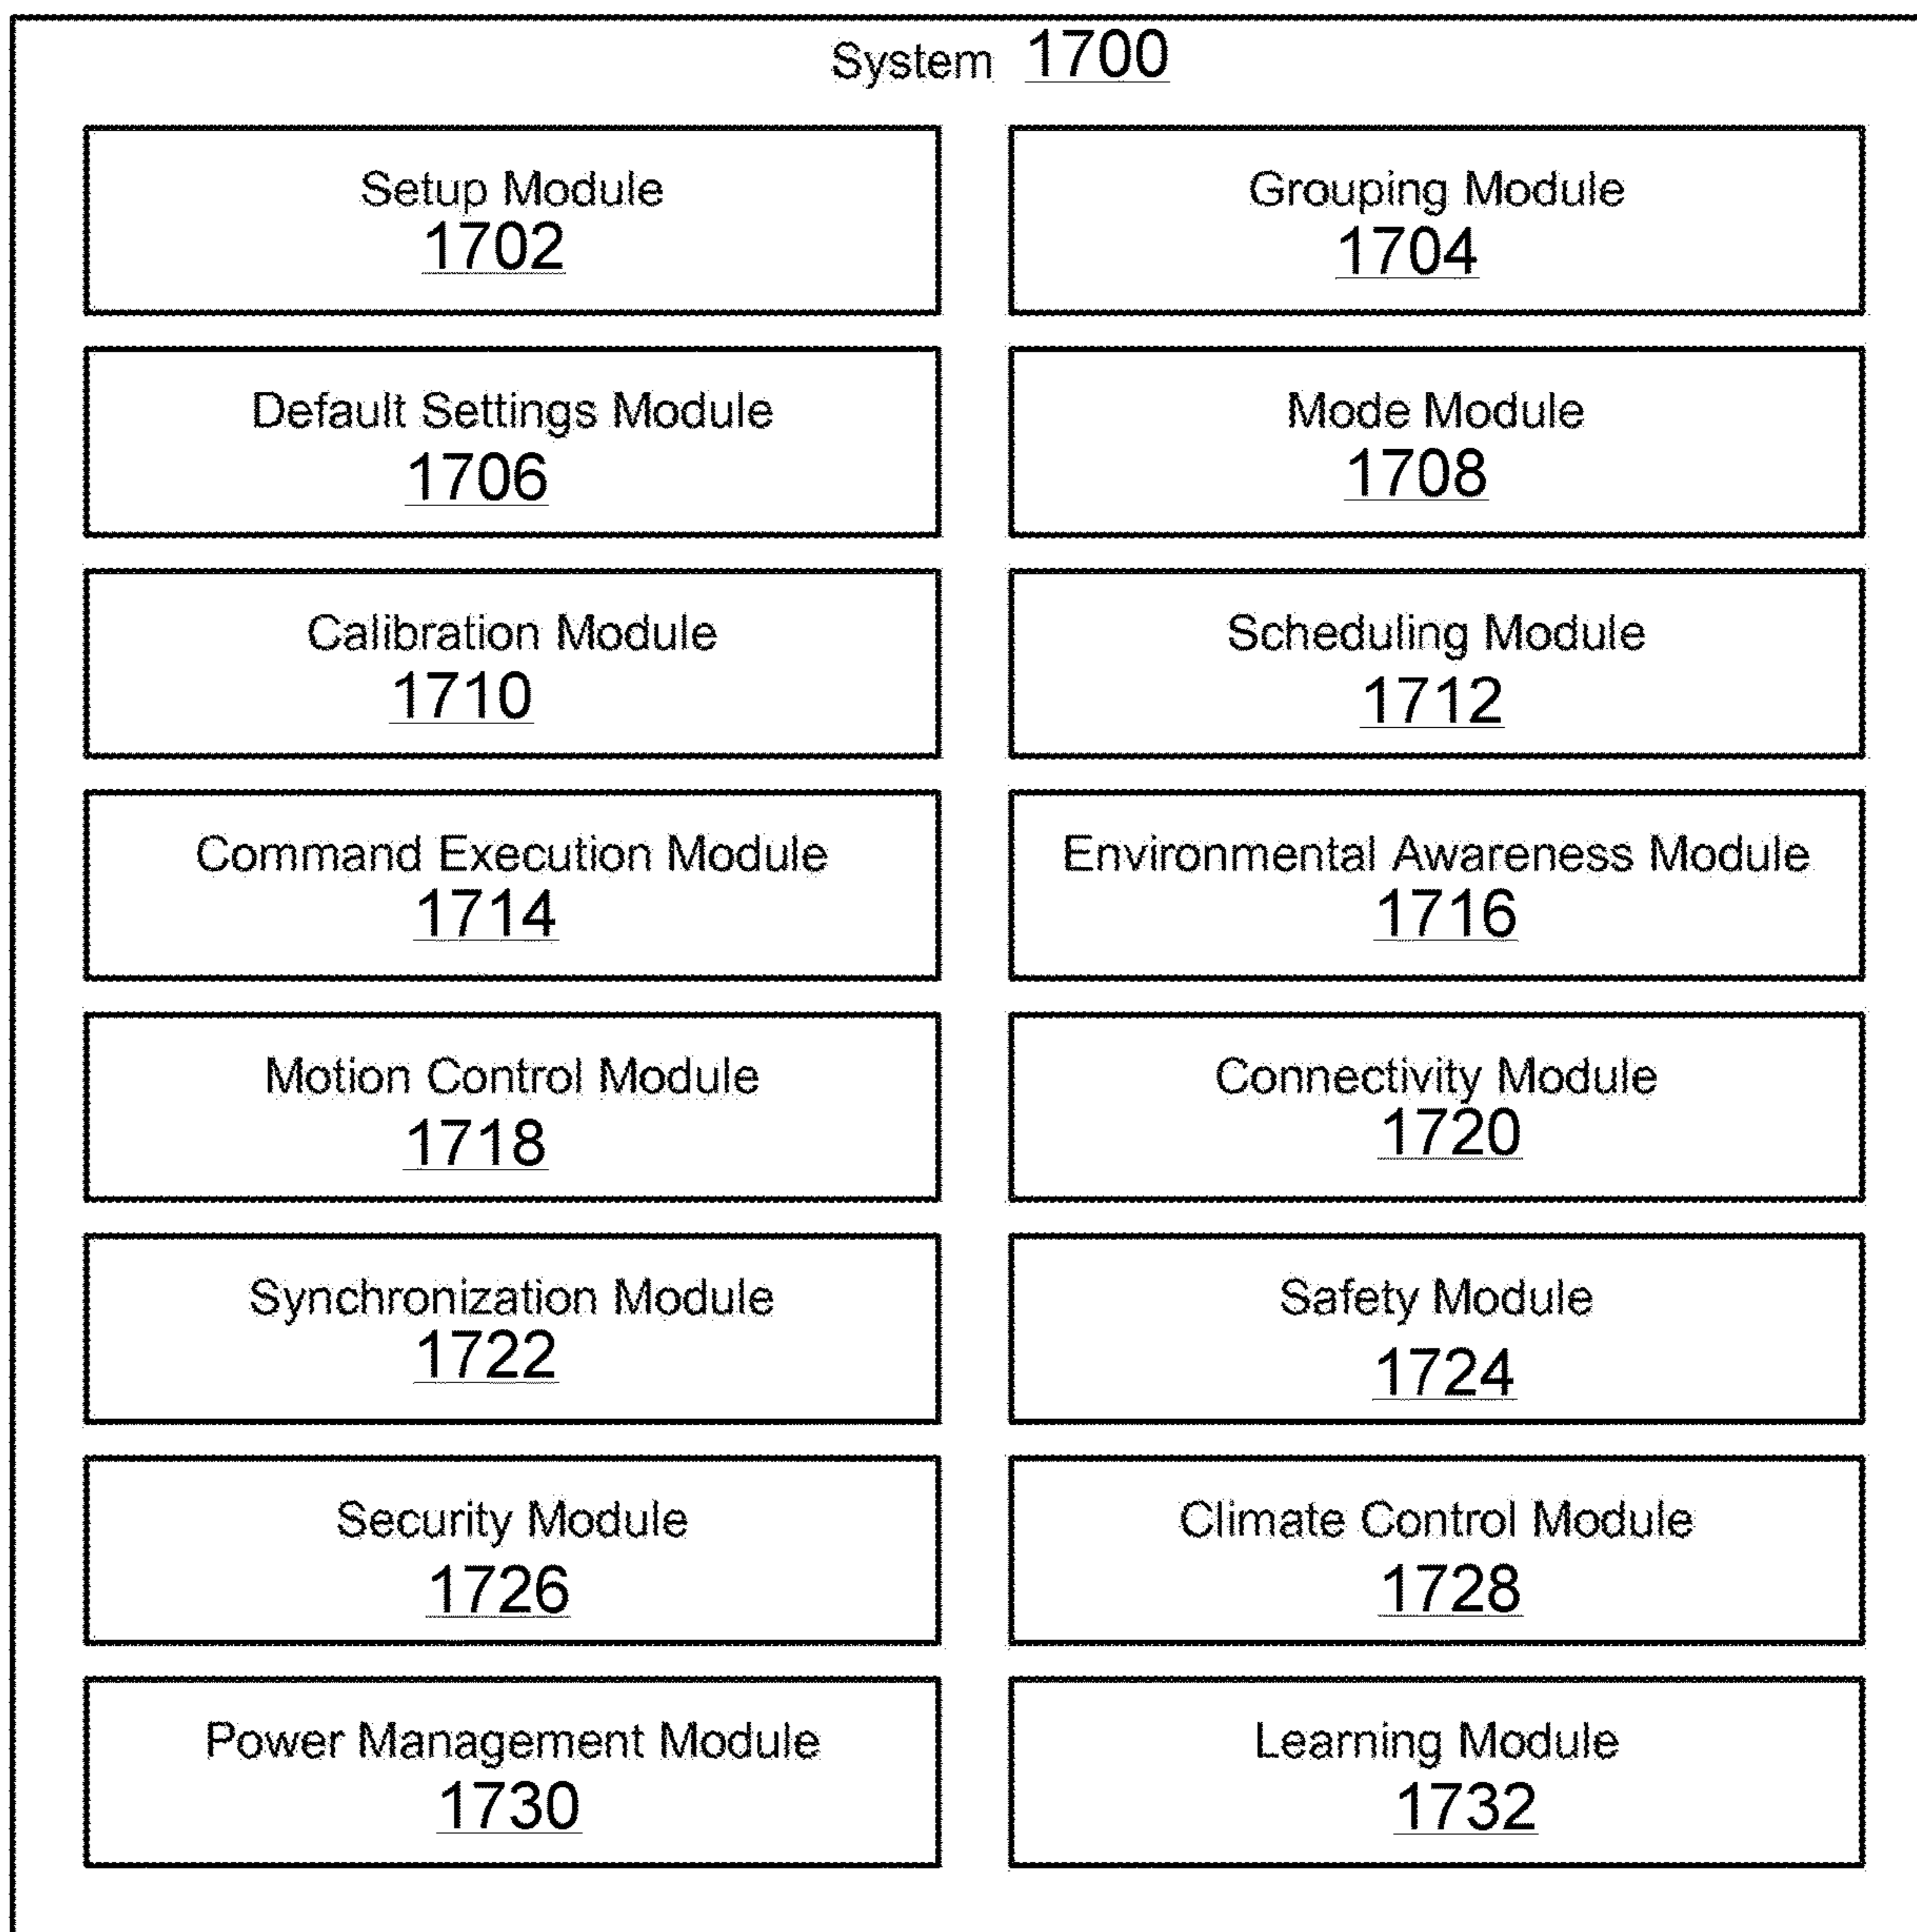 System 1700
Setup Module
1702
Grouping Module
1704
Default Settings Module
1706
Mode Module
1708
Calibration Module
1710
Scheduling Module
1712
Command Execution Module
1714
Environmental Awareness Module
1716
Motion Control Module
1718
Connectivity Module
1720
Synchronization Module
1722
Safety Module
1724
Security Module
1726
Climate Control Module
1728
Power Management Module
1730
Learning Module
1732